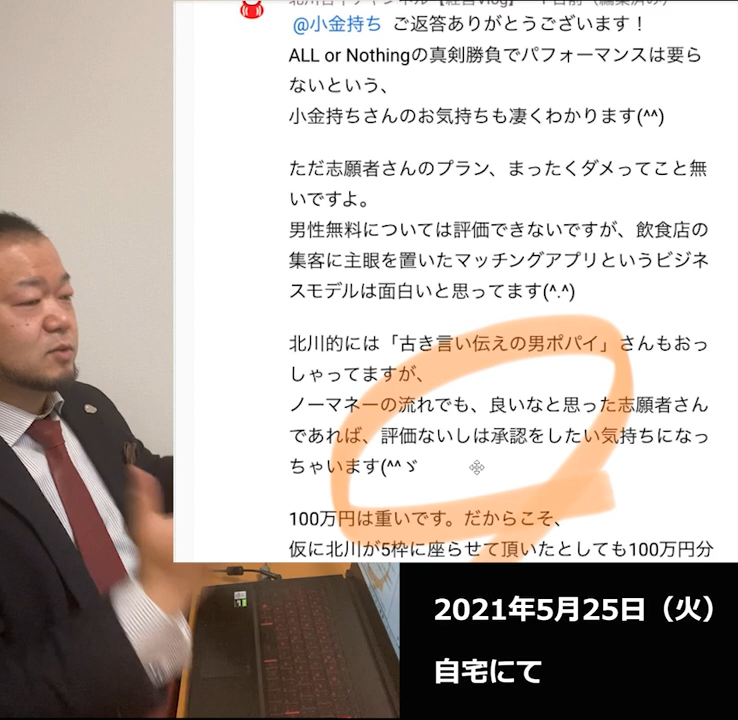 @小金持ち ご返答ありがとうございます！
ALL or Nothingの真剣勝負でパフォーマンスは要ら
ないという、
小金持ちさんのお気持ちも凄くわかります(^^)
ただ志願者さんのプラン、まったくダメってこと無
いですよ。
男性無料については評価できないですが、飲食店の
集客に主眼を置いたマッチングアプリというビジネ
スモデルは面白いと思ってます(^.^)
北川的には「古き言い伝えの男ポパイ」さんもおっ
しゃってますが、
ノーマネーの流れでも、良いなと思った志願者さん
であれば、評価ないしは承認をしたい気持ちになっ
ちゃいます(^^ゞ
100万円は重いです。だからこそ、
仮に北川が5枠に座らせて頂いたとしても100万円分
2021年5月25日（火）
自宅にて